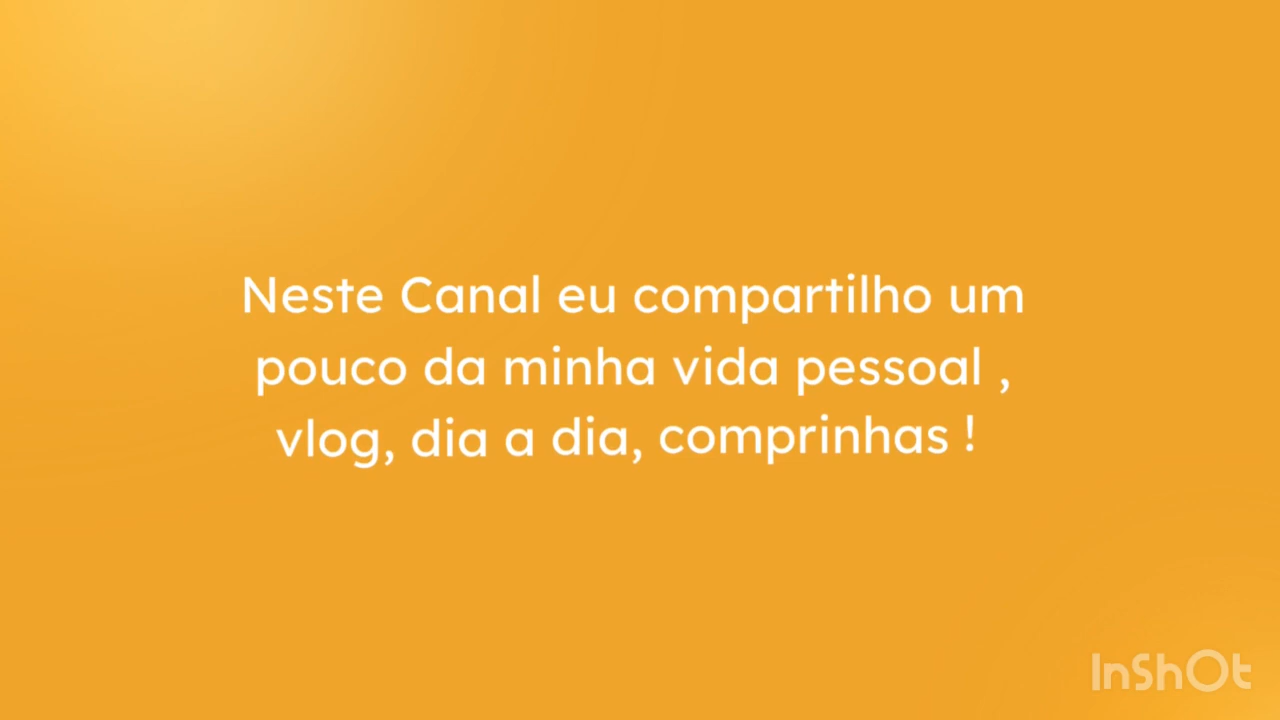 Neste Canal eu compartilho um
pouco da minha vida pessoal ,
vlog, dia a dia, comprinhas !
InShOt